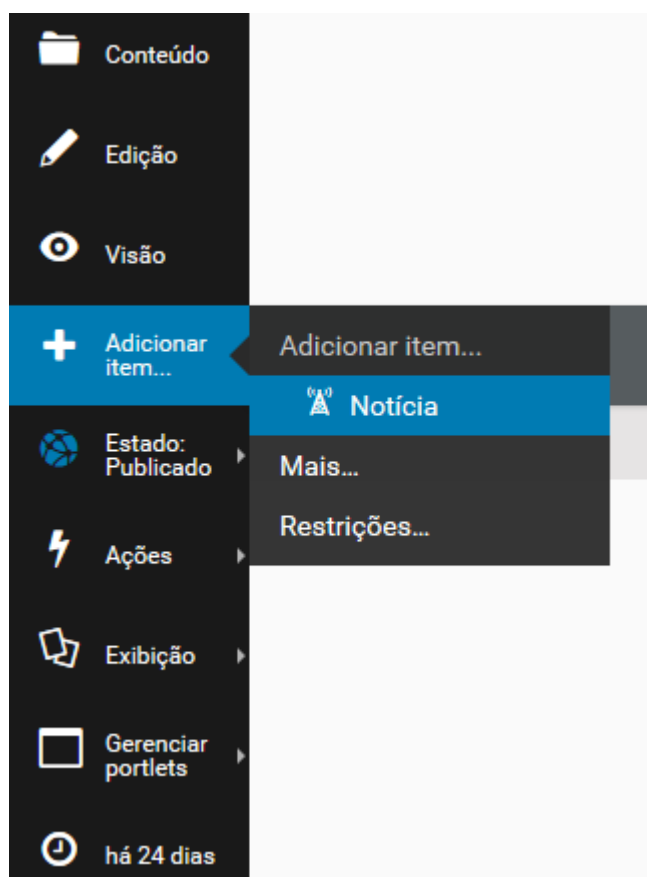 Conteúdo
Edição
Visão
Adicionar
item...
Adicionar item...
Notícia
Mais...
Restrições...
Estado:
Publicado
Ações
Exibição
Gerenciar
portlets
há 24 dias